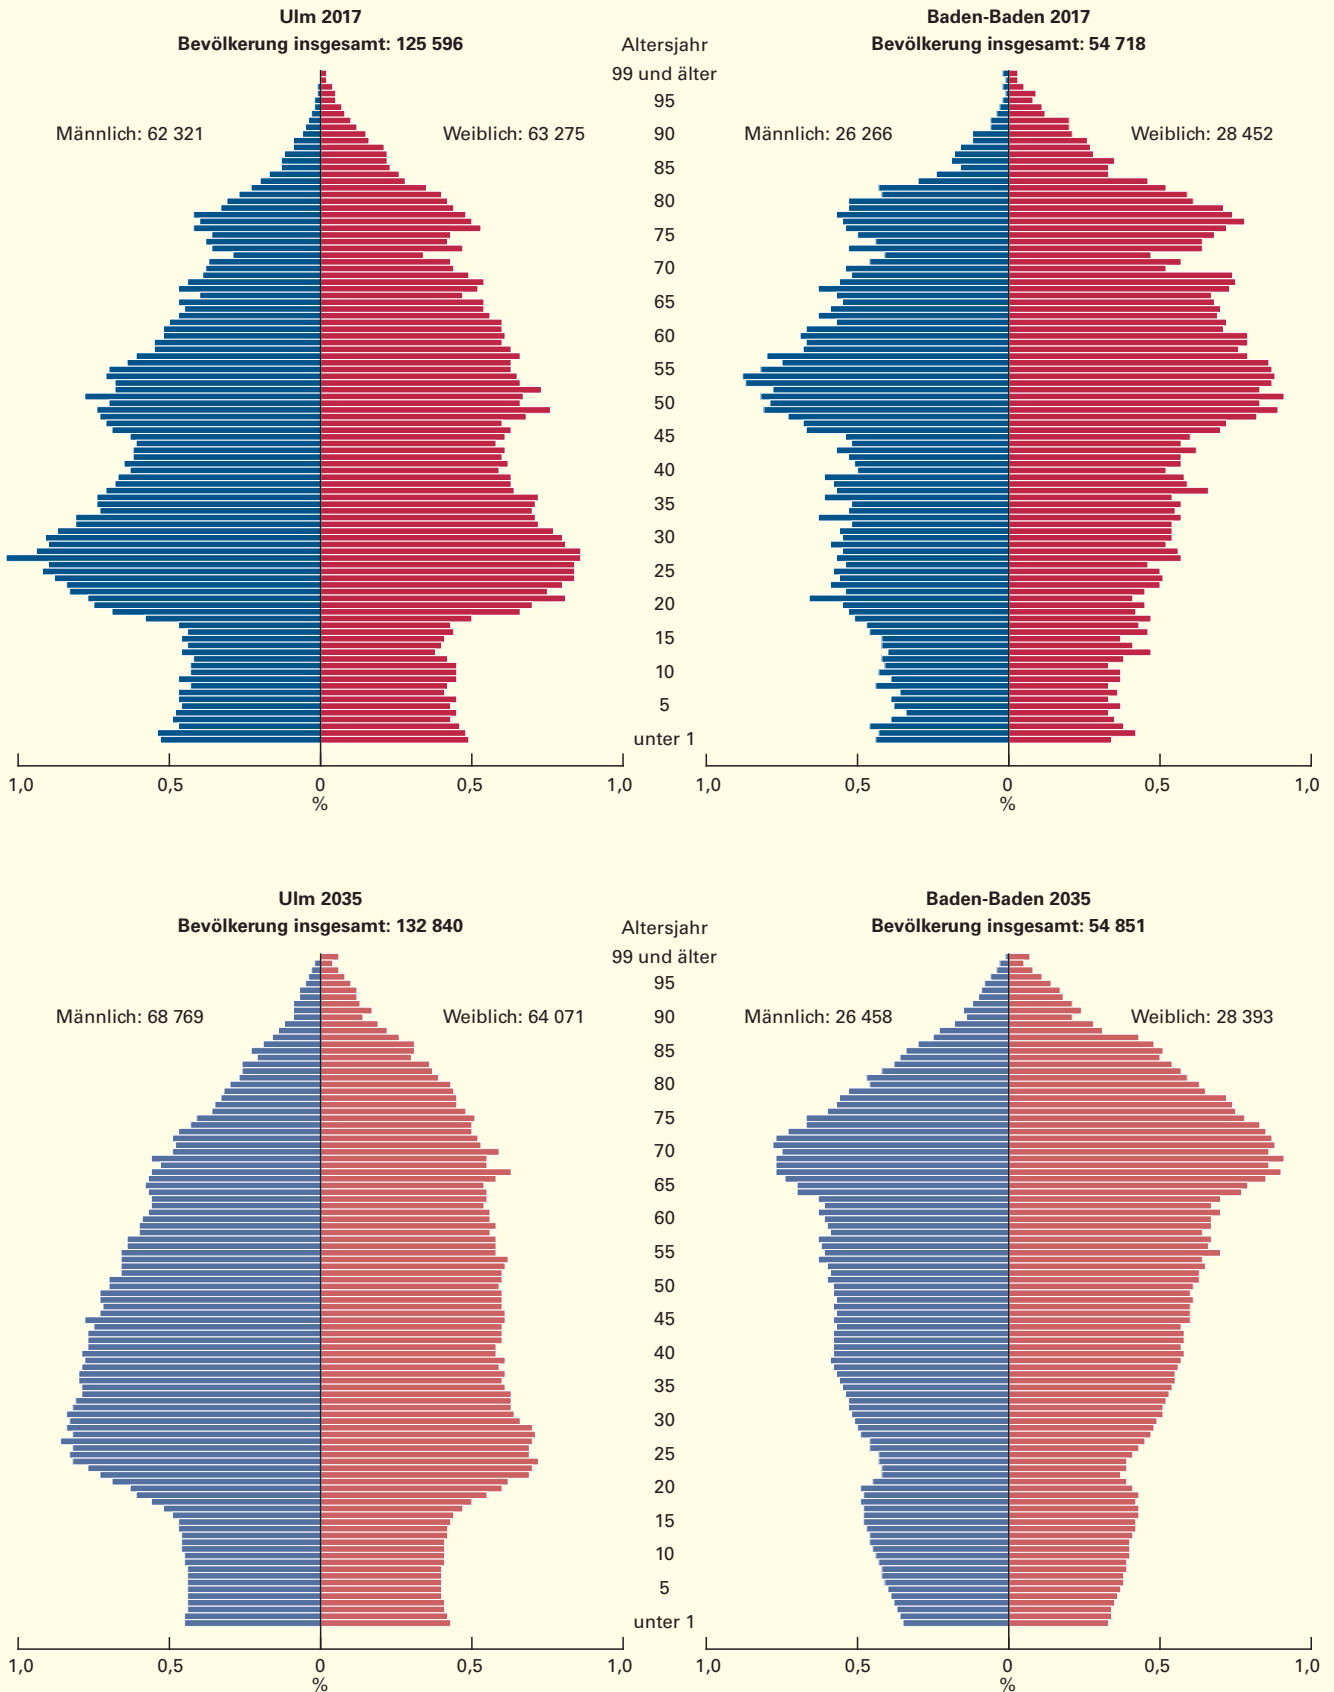 Ulm 2017
Bevölkerung insgesamt: 125 596
Männlich: 62 321
Weiblich: 63 275
1,0 0,5 0 0,5 1,0
%
Altersjahr
99 und älter
95
90
85
80
75
70
65
60
55
50
45
40
35
30
25
20
15
10
5
unter 1
Baden-Baden 2017
Bevölkerung insgesamt: 54 718
Männlich: 26 266
Weiblich: 28 452
1,0 0,5 0 0,5 1,0
%
Ulm 2035
Bevölkerung insgesamt: 132 840
Männlich: 68 769
Weiblich: 64 071
1,0 0,5 0 0,5 1,0
%
Altersjahr
99 und älter
95
90
85
80
75
70
65
60
55
50
45
40
35
30
25
20
15
10
5
unter 1
Baden-Baden 2035
Bevölkerung insgesamt: 54 851
Männlich: 26 458
Weiblich: 28 393
1,0 0,5 0 0,5 1,0
%